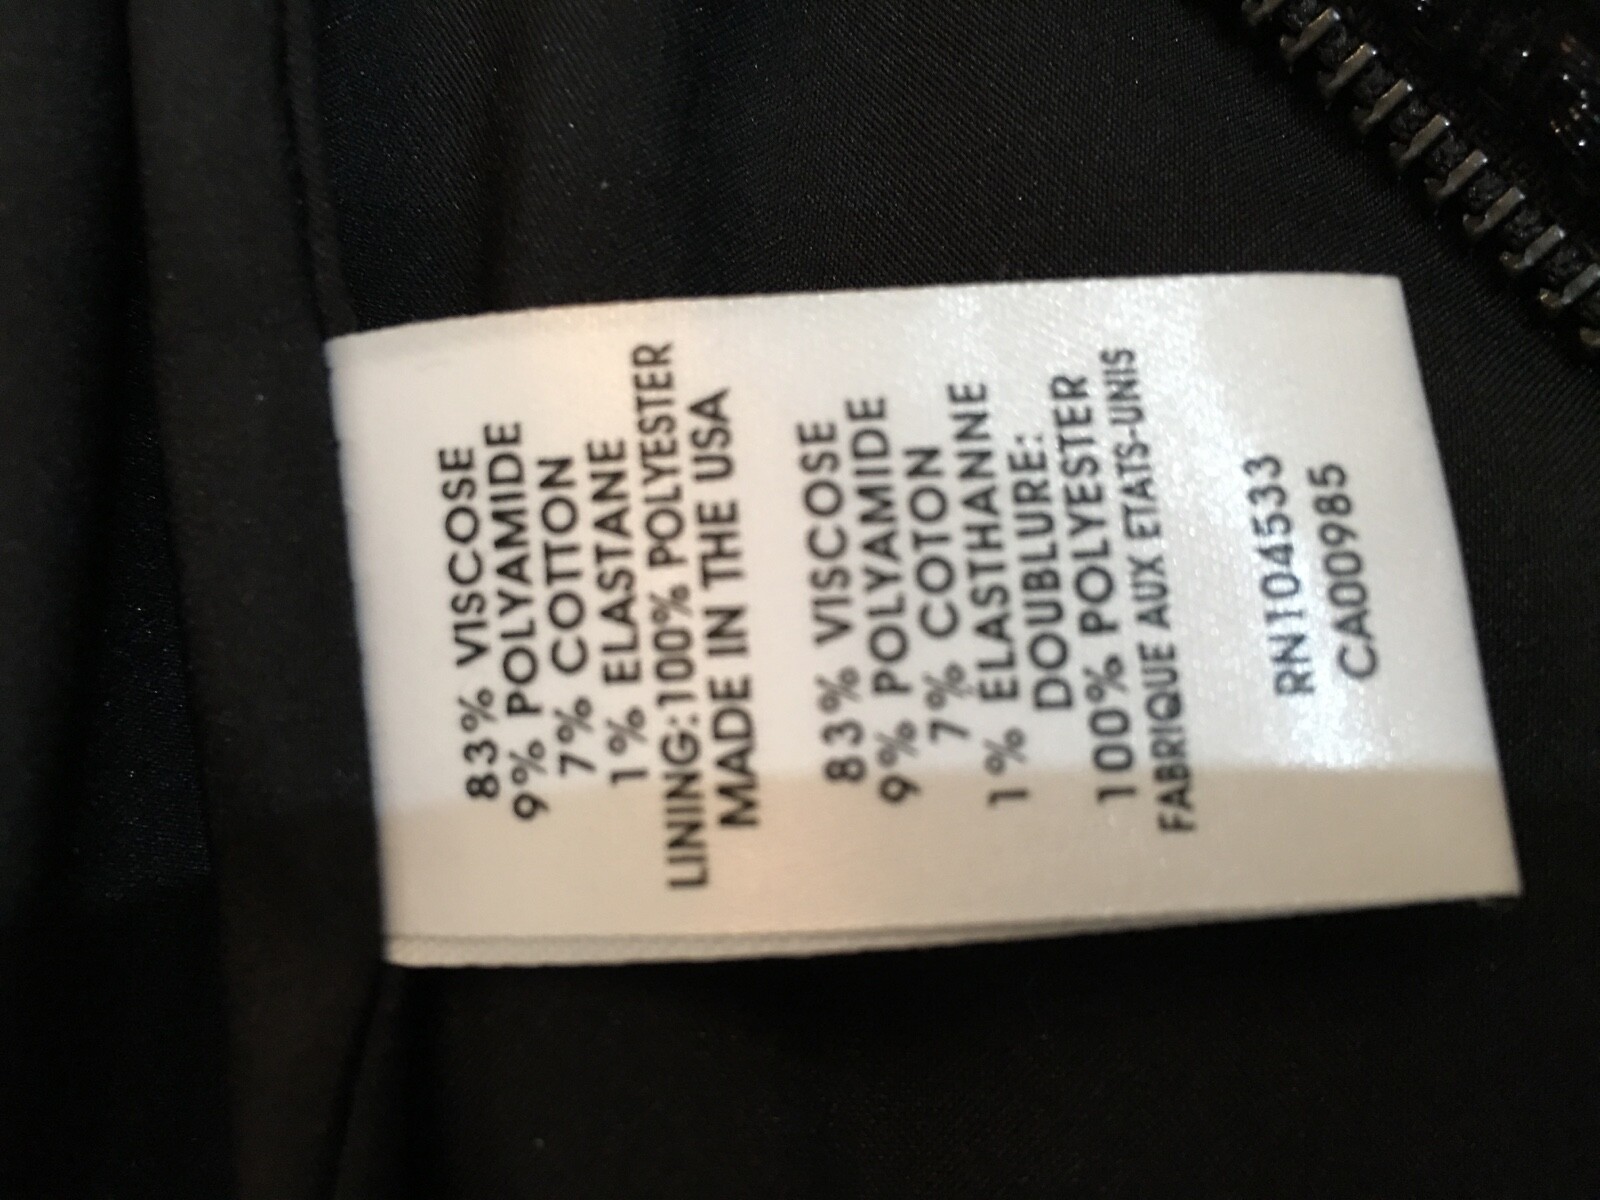 83% VISCOSE
9% POLYAMIDE
7% COTTON
1% ELASTANE
LINING:100% POLYESTER
MADE IN THE USA
83% VISCOSE
9% POLYAMIDE
7% COTON
1% ELASTHANNE
DOUBLURE:
100% POLYESTER
FABRIQUE AUX ETATS-UNIS
RN104533
CA00985